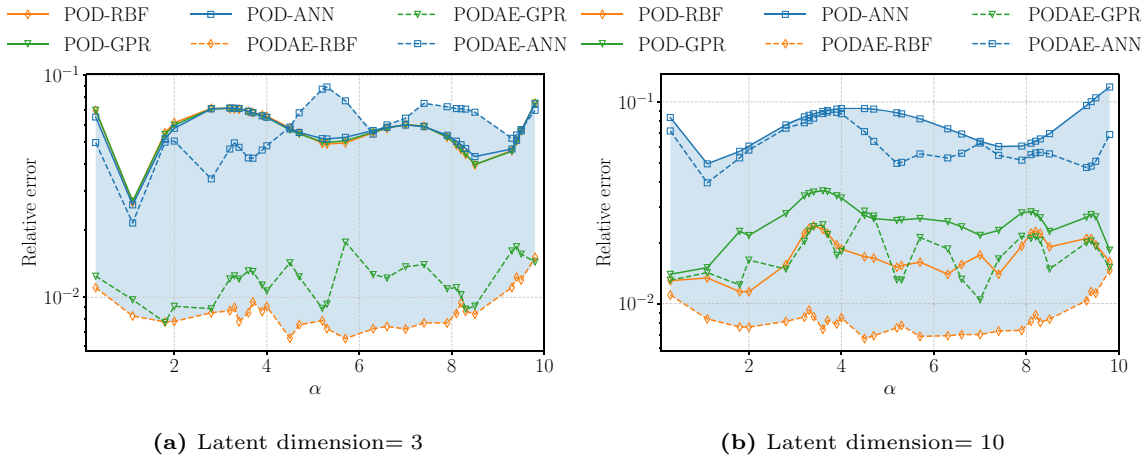 POD-RBF POD-ANN PODAE-GPR
POD-GPR PODAE-RBF PODAE-ANN
10⁻¹
10⁻²
Relative error
2 4 6 8 10
α
(a) Latent dimension= 3
POD-RBF POD-ANN PODAE-GPR
POD-GPR PODAE-RBF PODAE-ANN
10⁻¹
10⁻²
Relative error
2 4 6 8 10
α
(b) Latent dimension= 10